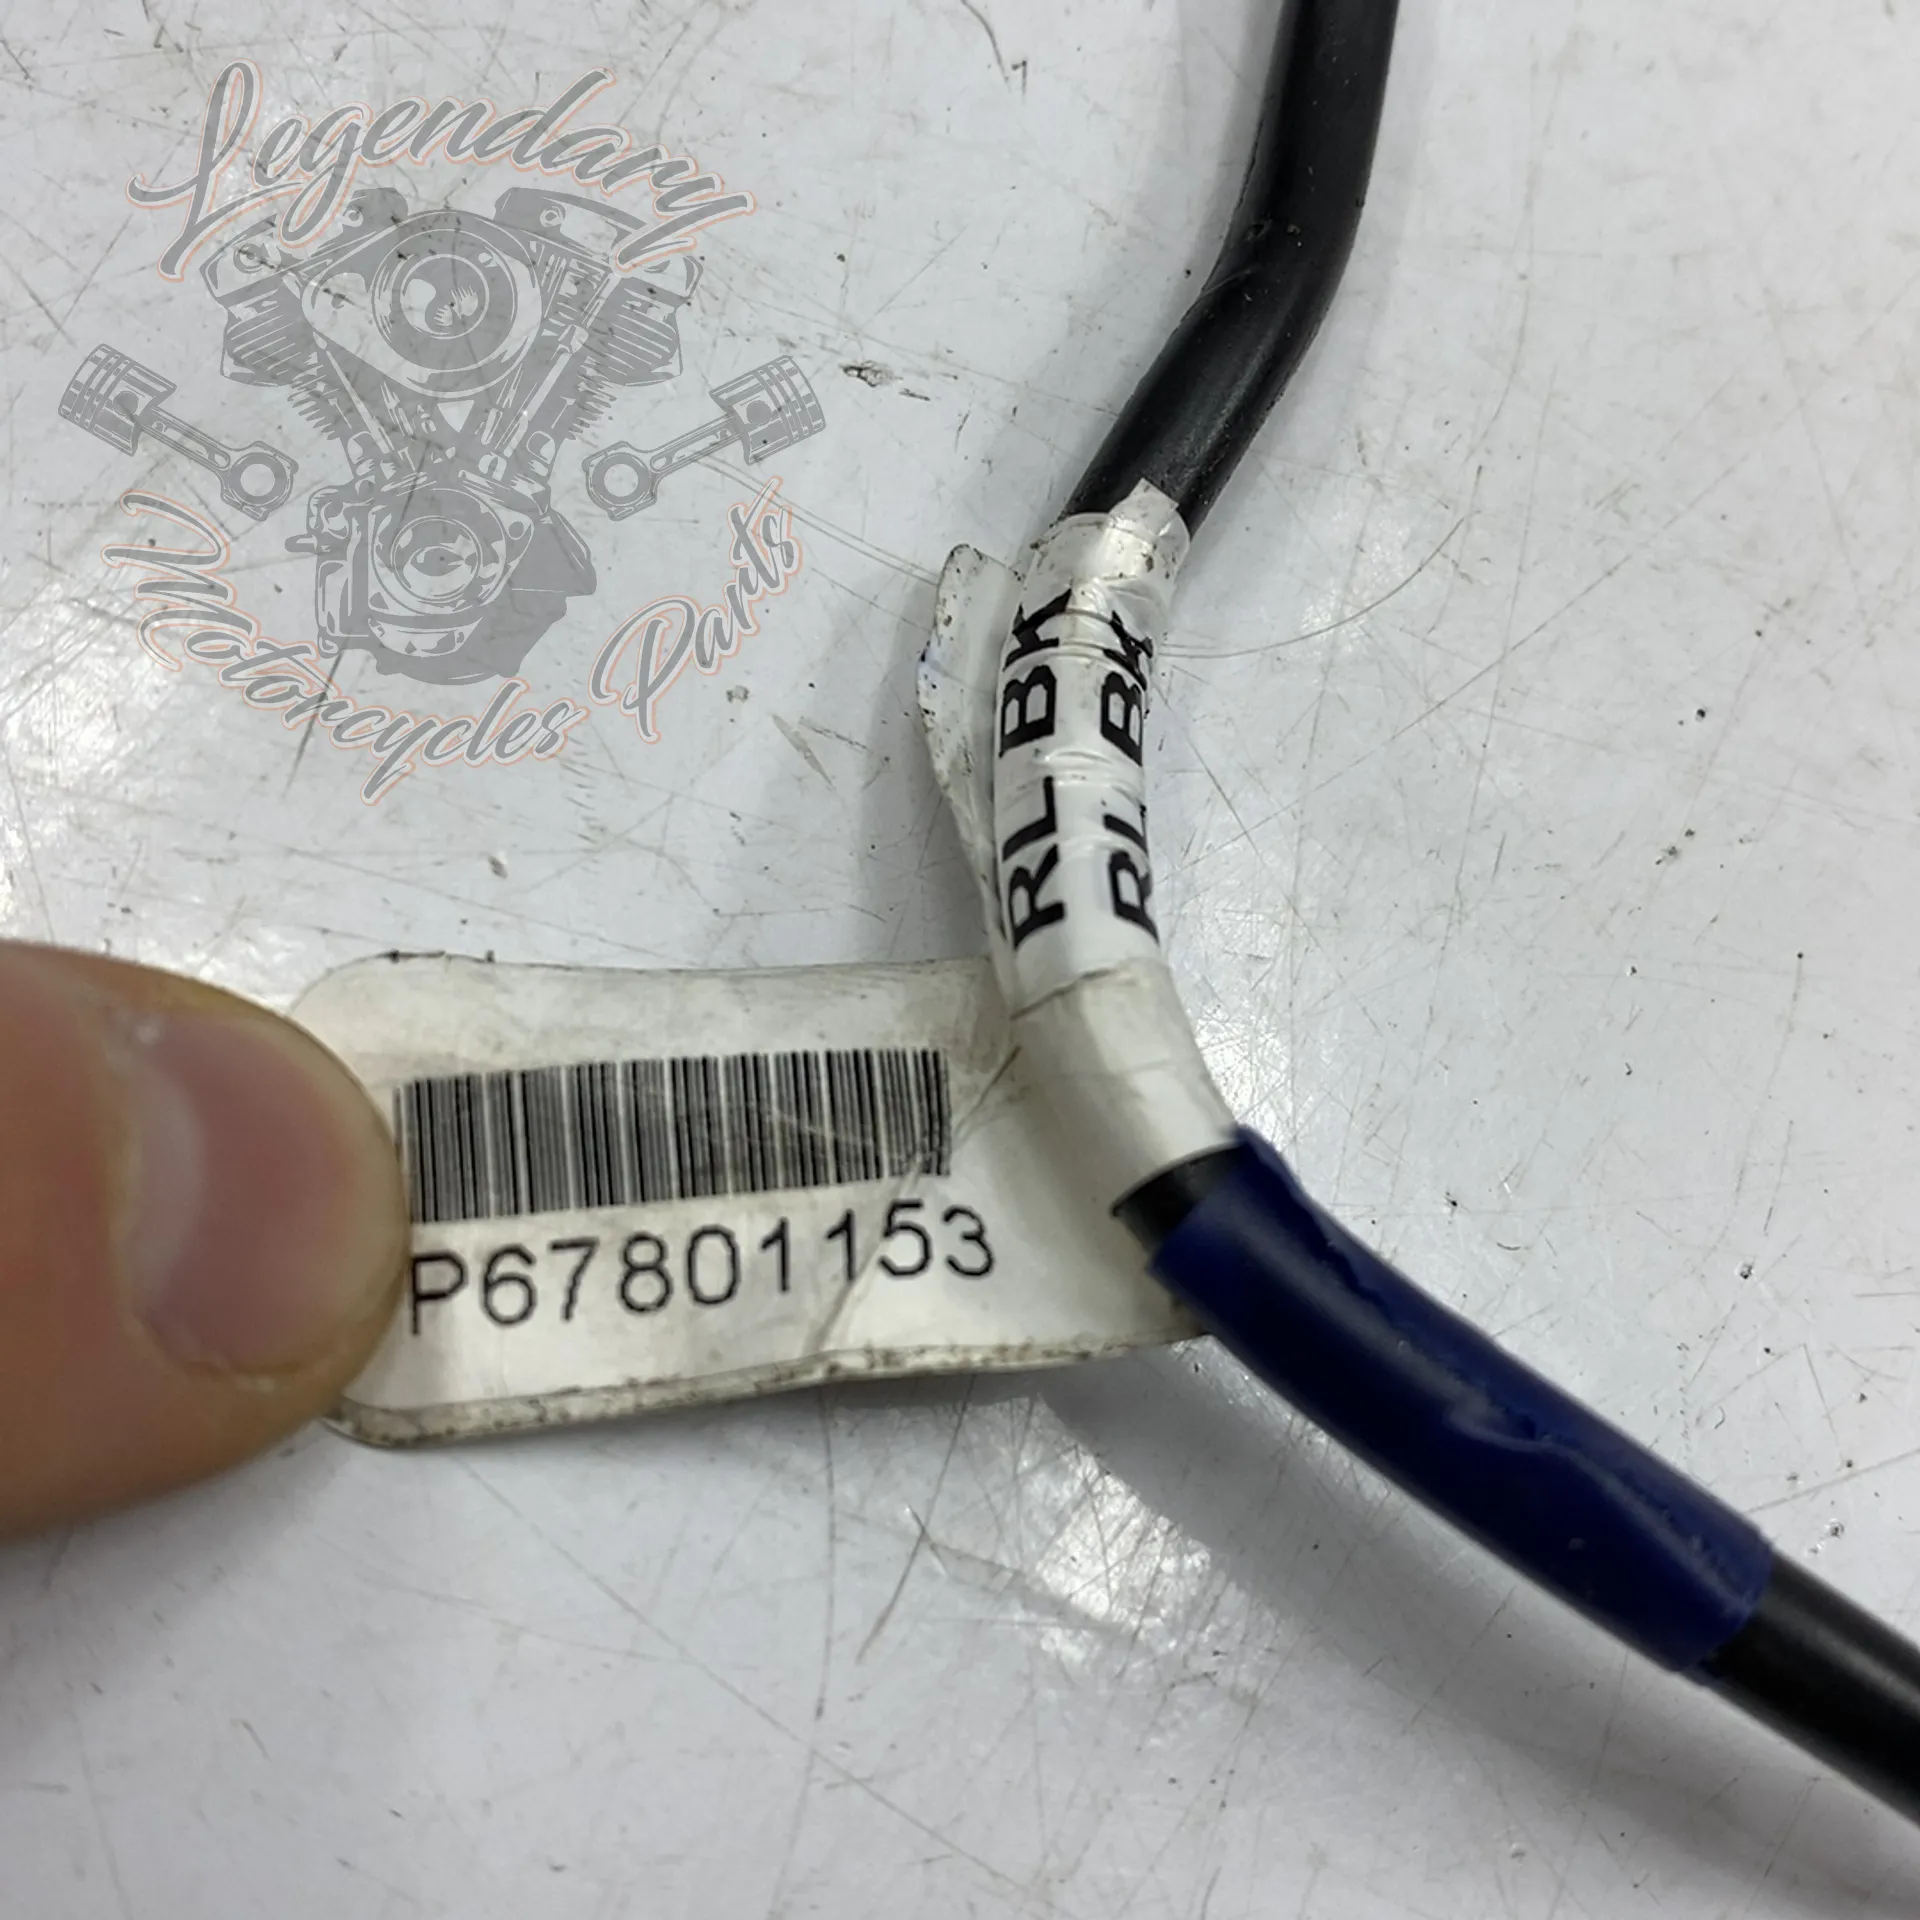 Legendary
Motorcycles Parts
RL BK
RL BK
P67801153